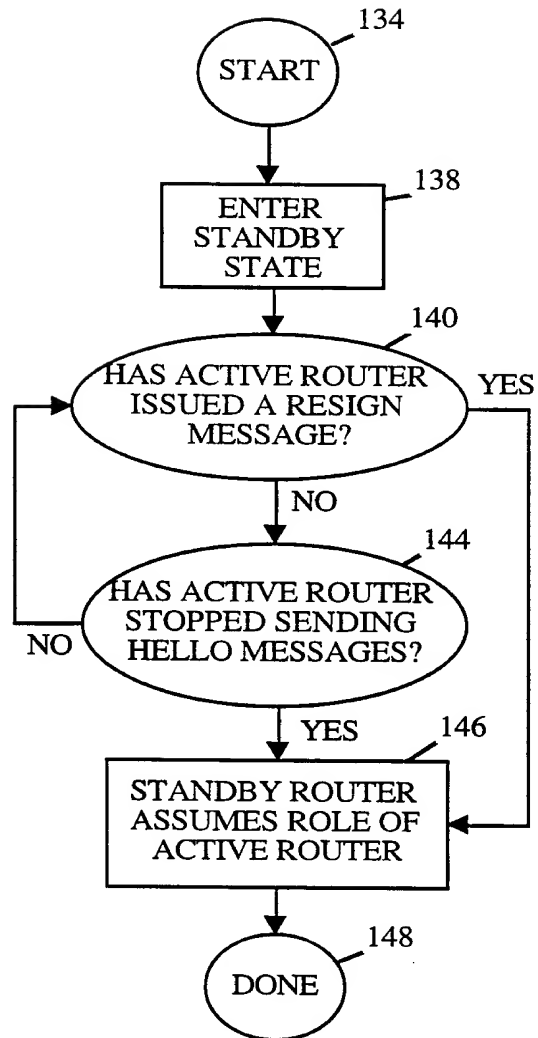 134
START
138
ENTER
STANDBY
STATE
140
HAS ACTIVE ROUTER
ISSUED A RESIGN
MESSAGE?
YES
NO
144
HAS ACTIVE ROUTER
STOPPED SENDING
HELLO MESSAGES?
NO
YES
146
STANDBY ROUTER
ASSUMES ROLE OF
ACTIVE ROUTER
148
DONE